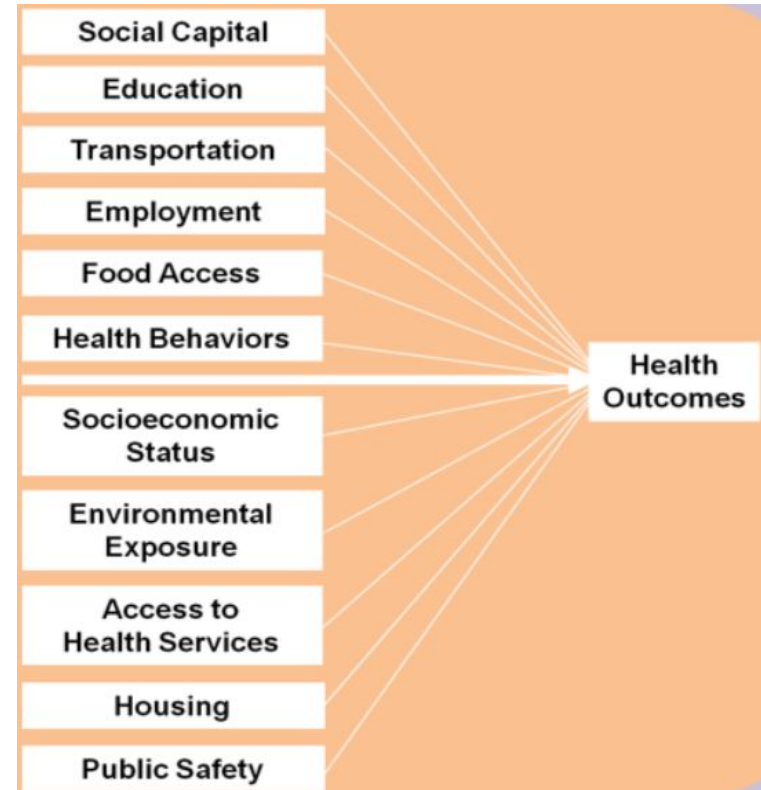 Social Capital
Education
Transportation
Employment
Food Access
Health Behaviors
Socioeconomic
Status
Environmental
Exposure
Access to
Health Services
Housing
Public Safety
Health
Outcomes